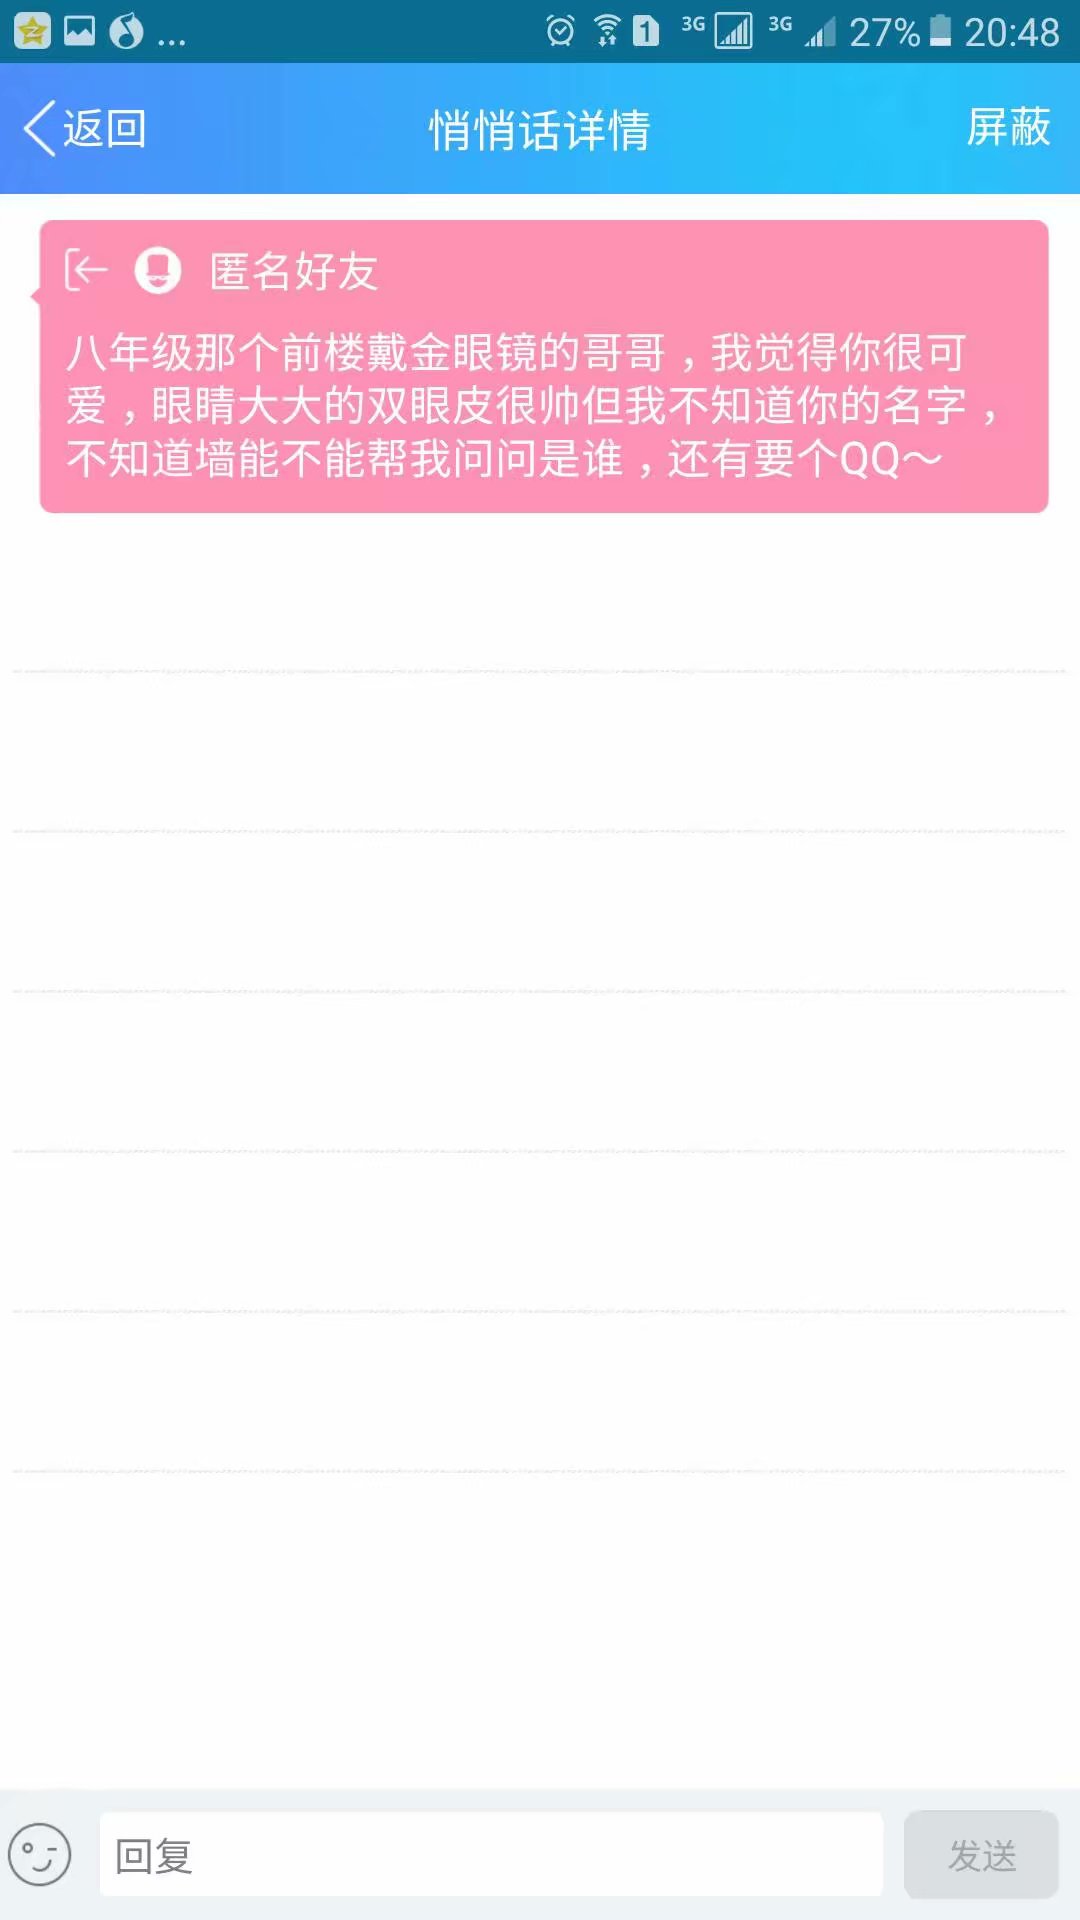 ... 1 3G 3G 27% 20:48
返回 悄悄话详情 屏蔽
匿名好友
八年级那个前楼戴金眼镜的哥哥，我觉得你很可
爱，眼睛大大的双眼皮很帅但我不知道你的名字，
不知道墙能不能帮我问问是谁，还有要个QQ～
回复 发送